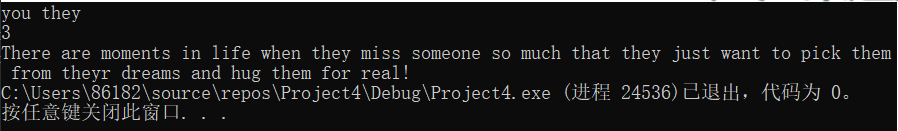 you they
3
There are moments in life when they miss someone so much that they just want to pick them
 from theyr dreams and hug them for real!
C:\Users\86182\source\repos\Project4\Debug\Project4.exe (进程 24536)已退出，代码为 0。
按任意键关闭此窗口. . .